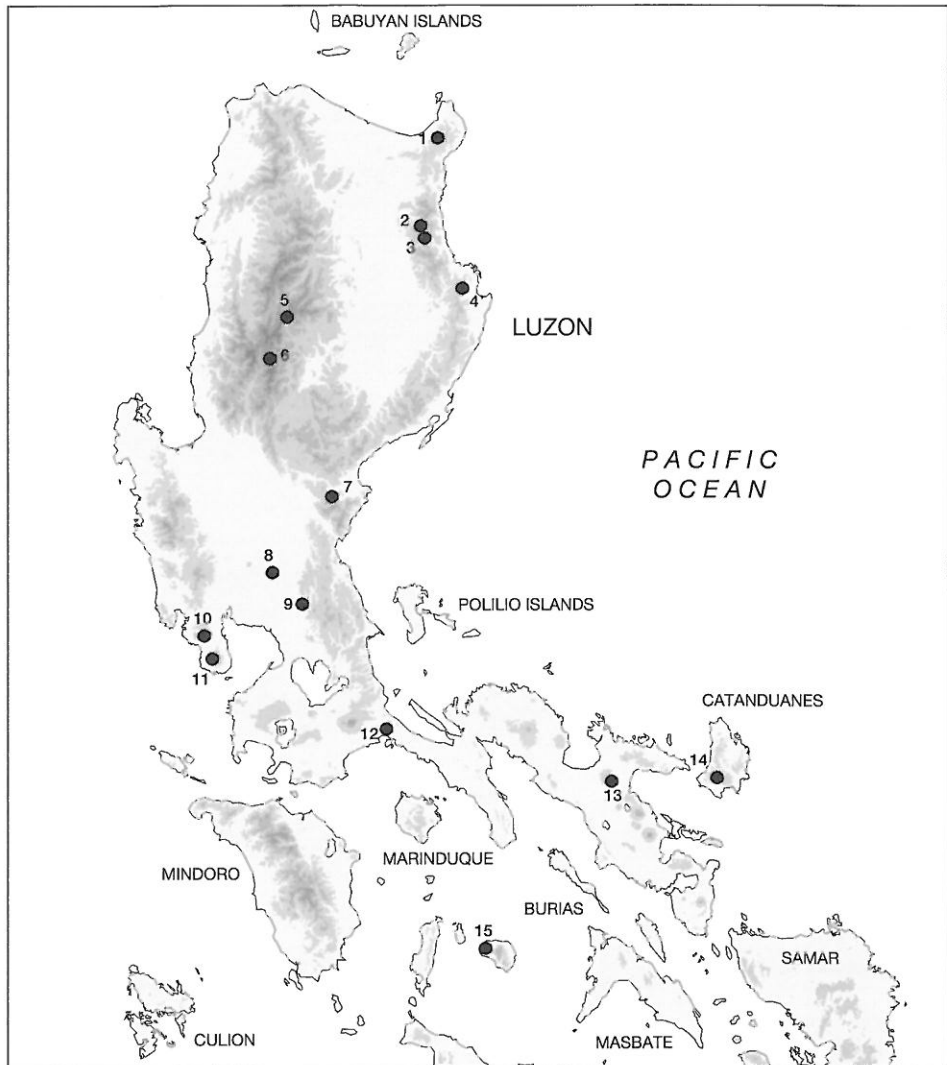 BABUYAN ISLANDS
1
2
3
4
5
LUZON
6
PACIFIC
OCEAN
7
8
9
POLILIO ISLANDS
10
11
CATANDUANES
12
14
13
MARINDUQUE
MINDORO
BURIAS
15
SAMAR
CULION
MASBATE